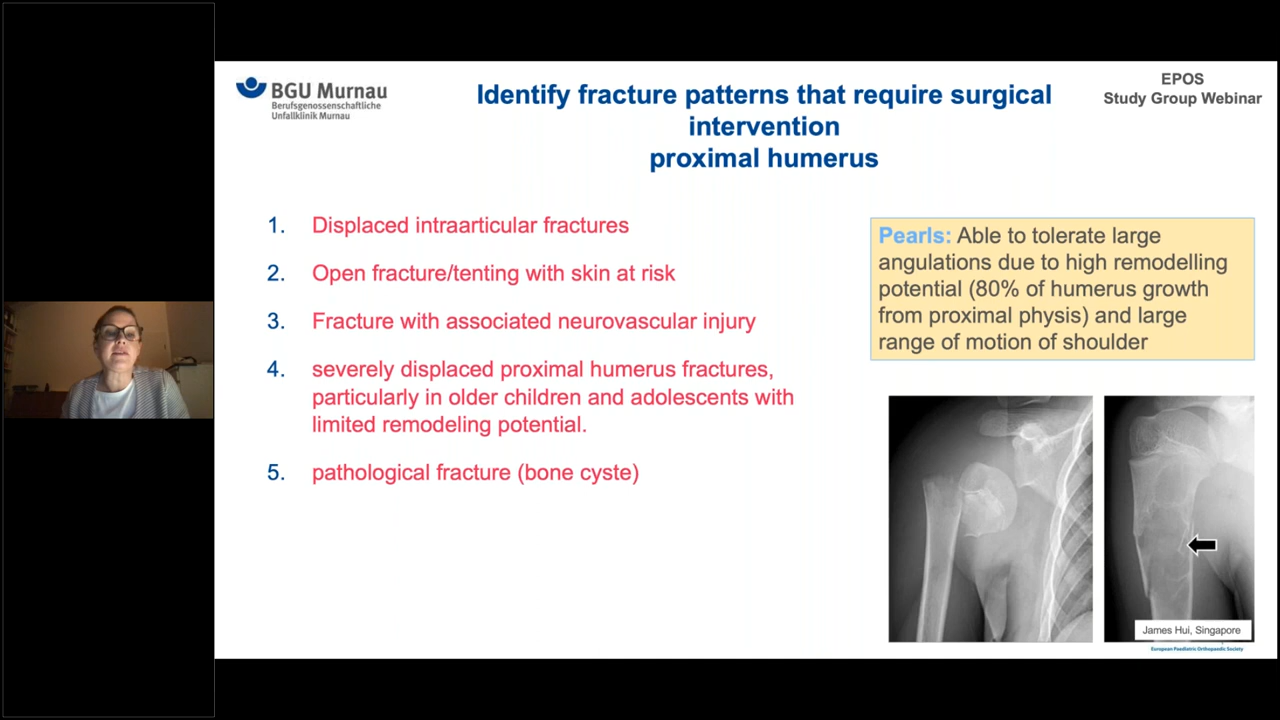 BGU Murnau
Berufsgenossenschaftliche
Unfallklinik Murnau
Identify fracture patterns that require surgical
intervention
proximal humerus
EPOS
Study Group Webinar
1. Displaced intraarticular fractures
2. Open fracture/tenting with skin at risk
3. Fracture with associated neurovascular injury
4. severely displaced proximal humerus fractures,
particularly in older children and adolescents with
limited remodeling potential.
5. pathological fracture (bone cyste)
Pearls: Able to tolerate large
angulations due to high remodelling
potential (80% of humerus growth
from proximal physis) and large
range of motion of shoulder
James Hui, Singapore
European Paediatric Orthopaedic Society